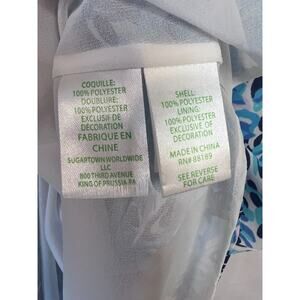 COQUILLE:
100% POLYESTER
DOUBLURE:
100% POLYESTER
EXCLUSIF DE
DÉCORATION
FABRIQUE EN
CHINE
SUGARTOWN WORLDWIDE
LLC
800 THIRD AVENUE
KING OF PRUSSIA. PA
SHELL:
100% POLYESTER
LINING:
100% POLYESTER
EXCLUSIVE OF
DECORATION
MADE IN CHINA
RN# 88189
SEE REVERSE
FOR CARE